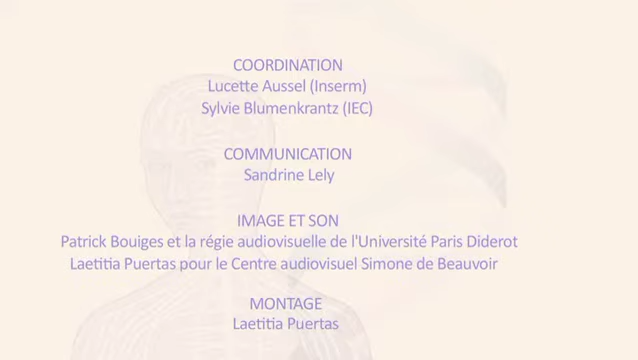 COORDINATION
Lucette Aussel (Inserm)
Sylvie Blumenkrantz (IEC)
COMMUNICATION
Sandrine Lely
IMAGE ET SON
Patrick Bouiges et la régie audiovisuelle de l'Université Paris Diderot
Laetitia Puertas pour le Centre audiovisuel Simone de Beauvoir
MONTAGE
Laetitia Puertas